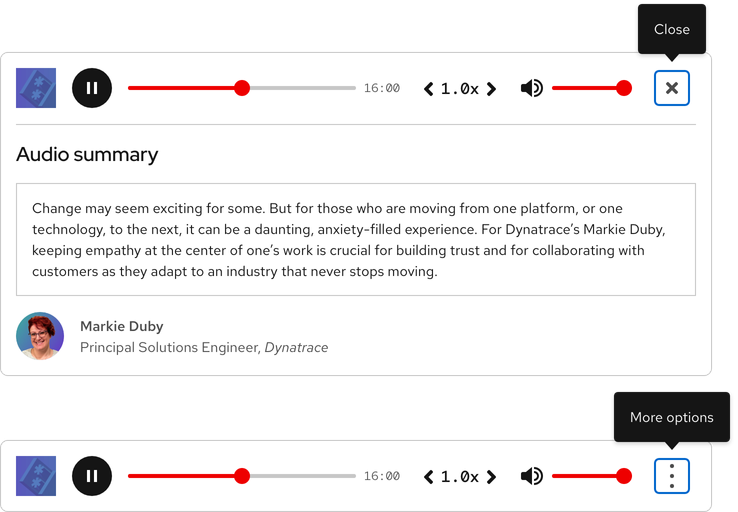 Close
16:00
1.0x
Audio summary
Change may seem exciting for some. But for those who are moving from one platform, or one
technology, to the next, it can be a daunting, anxiety-filled experience. For Dynatrace’s Markie Duby,
keeping empathy at the center of one’s work is crucial for building trust and for collaborating with
customers as they adapt to an industry that never stops moving.
Markie Duby
Principal Solutions Engineer, Dynatrace
More options
16:00
1.0x